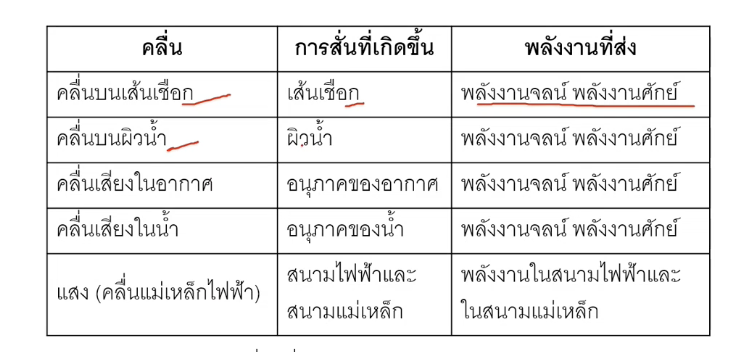 คลื่น การสั่นที่เกิดขึ้น พลังงานที่ส่ง
คลื่นบนเส้นเชือก เส้นเชือก พลังงานจลน์ พลังงานศักย์
คลื่นบนผิวน้ำ ผิวน้ำ พลังงานจลน์ พลังงานศักย์
คลื่นเสียงในอากาศ อนุภาคของอากาศ พลังงานจลน์ พลังงานศักย์
คลื่นเสียงในน้ำ อนุภาคของน้ำ พลังงานจลน์ พลังงานศักย์
แสง (คลื่นแม่เหล็กไฟฟ้า) สนามไฟฟ้าและ พลังงานในสนามไฟฟ้าและ
สนามแม่เหล็ก ในสนามแม่เหล็ก